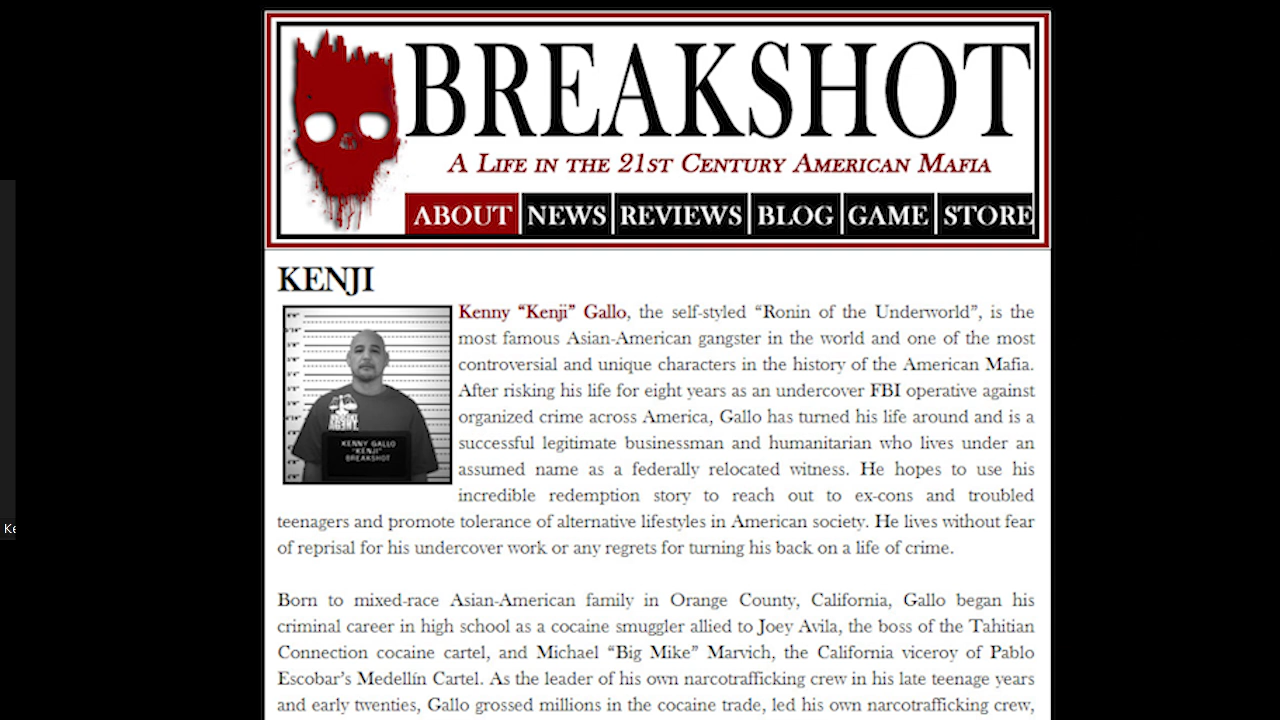 BREAKSHOT
A LIFE IN THE 21ST CENTURY AMERICAN MAFIA
ABOUT NEWS REVIEWS BLOG GAME STORE
KENJI
Kenny “Kenji” Gallo, the self-styled “Ronin of the Underworld”, is the
most famous Asian-American gangster in the world and one of the most
controversial and unique characters in the history of the American Mafia.
After risking his life for eight years as an undercover FBI operative against
organized crime across America, Gallo has turned his life around and is a
successful legitimate businessman and humanitarian who lives under an
assumed name as a federally relocated witness. He hopes to use his
incredible redemption story to reach out to ex-cons and troubled
teenagers and promote tolerance of alternative lifestyles in American society. He lives without fear
of reprisal for his undercover work or any regrets for turning his back on a life of crime.
KENNY GALLO
"KENJI"
BREAKSHOT
Ke
Born to mixed-race Asian-American family in Orange County, California, Gallo began his
criminal career in high school as a cocaine smuggler allied to Joey Avila, the boss of the Tahitian
Connection cocaine cartel, and Michael “Big Mike” Marvich, the California viceroy of Pablo
Escobar’s Medellín Cartel. As the leader of his own narcotrafficking crew in his late teenage years
and early twenties, Gallo grossed millions in the cocaine trade, led his own narcotrafficking crew,